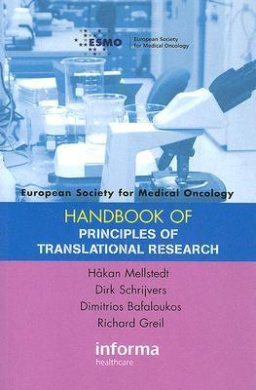 ESMO
European Society
for Medical Oncology
European Society for Medical Oncology
HANDBOOK OF
PRINCIPLES OF
TRANSLATIONAL RESEARCH
Håkan Mellstedt
Dirk Schrijvers
Dimitrios Bafaloukos
Richard Greil
informa
healthcare